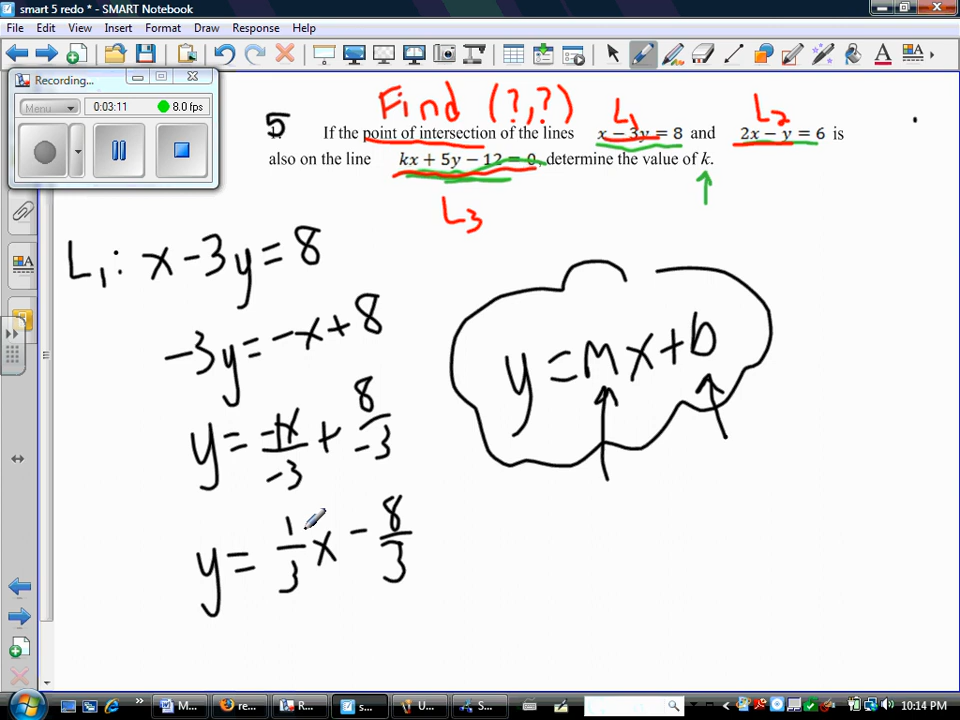 smart 5 redo * - SMART Notebook
File Edit View Insert Format Draw Response Help
Recording...
Menu
00:03:11
8.0 fps
Find (?,?)
L1
L2
5 If the point of intersection of the lines x − 3y = 8 and 2x − y = 6 is
also on the line kx + 5y − 12 = 0, determine the value of k.
L3
L1: x - 3y = 8
-3y = -x + 8
y = -1x/-3 + 8/-3
y = 1/3 x - 8/3
y = mx + b
M...
re...
R...
s...
U...
S...
10:14 PM